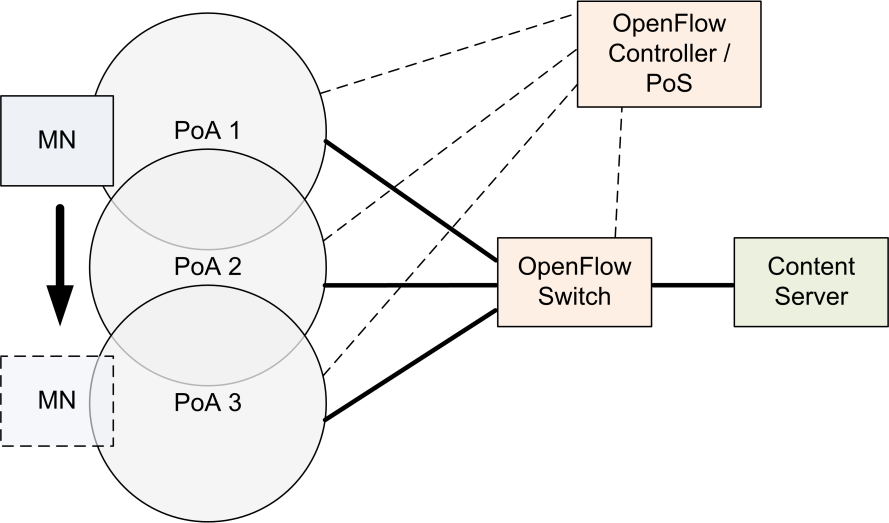 OpenFlow
Controller /
PoS
MN
PoA 1
PoA 2
OpenFlow
Switch
Content
Server
MN
PoA 3